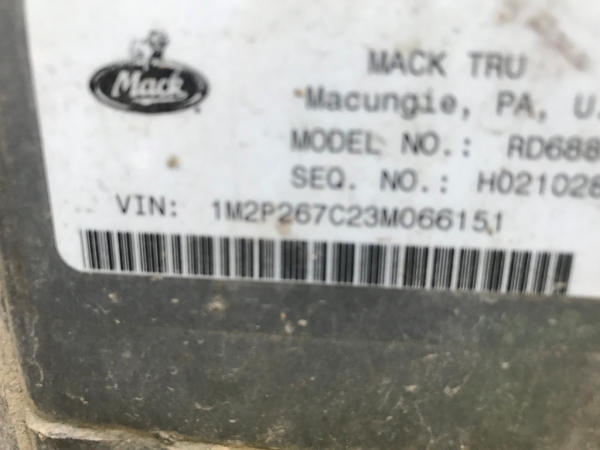 Mack
MACK TRU
Macungie, PA, U.
MODEL NO.: RD688
SEQ. NO.: H021028
VIN: 1M2P267C23M066151